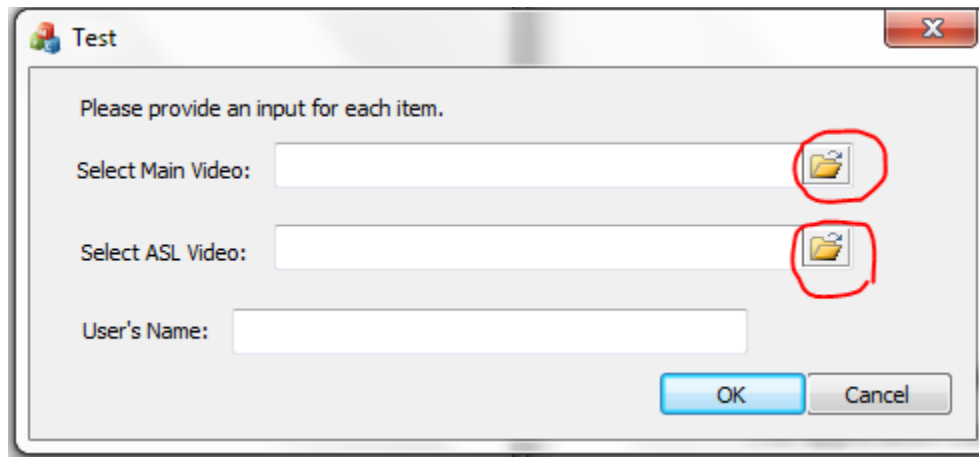 Test
Please provide an input for each item.
Select Main Video:
Select ASL Video:
User's Name:
OK Cancel